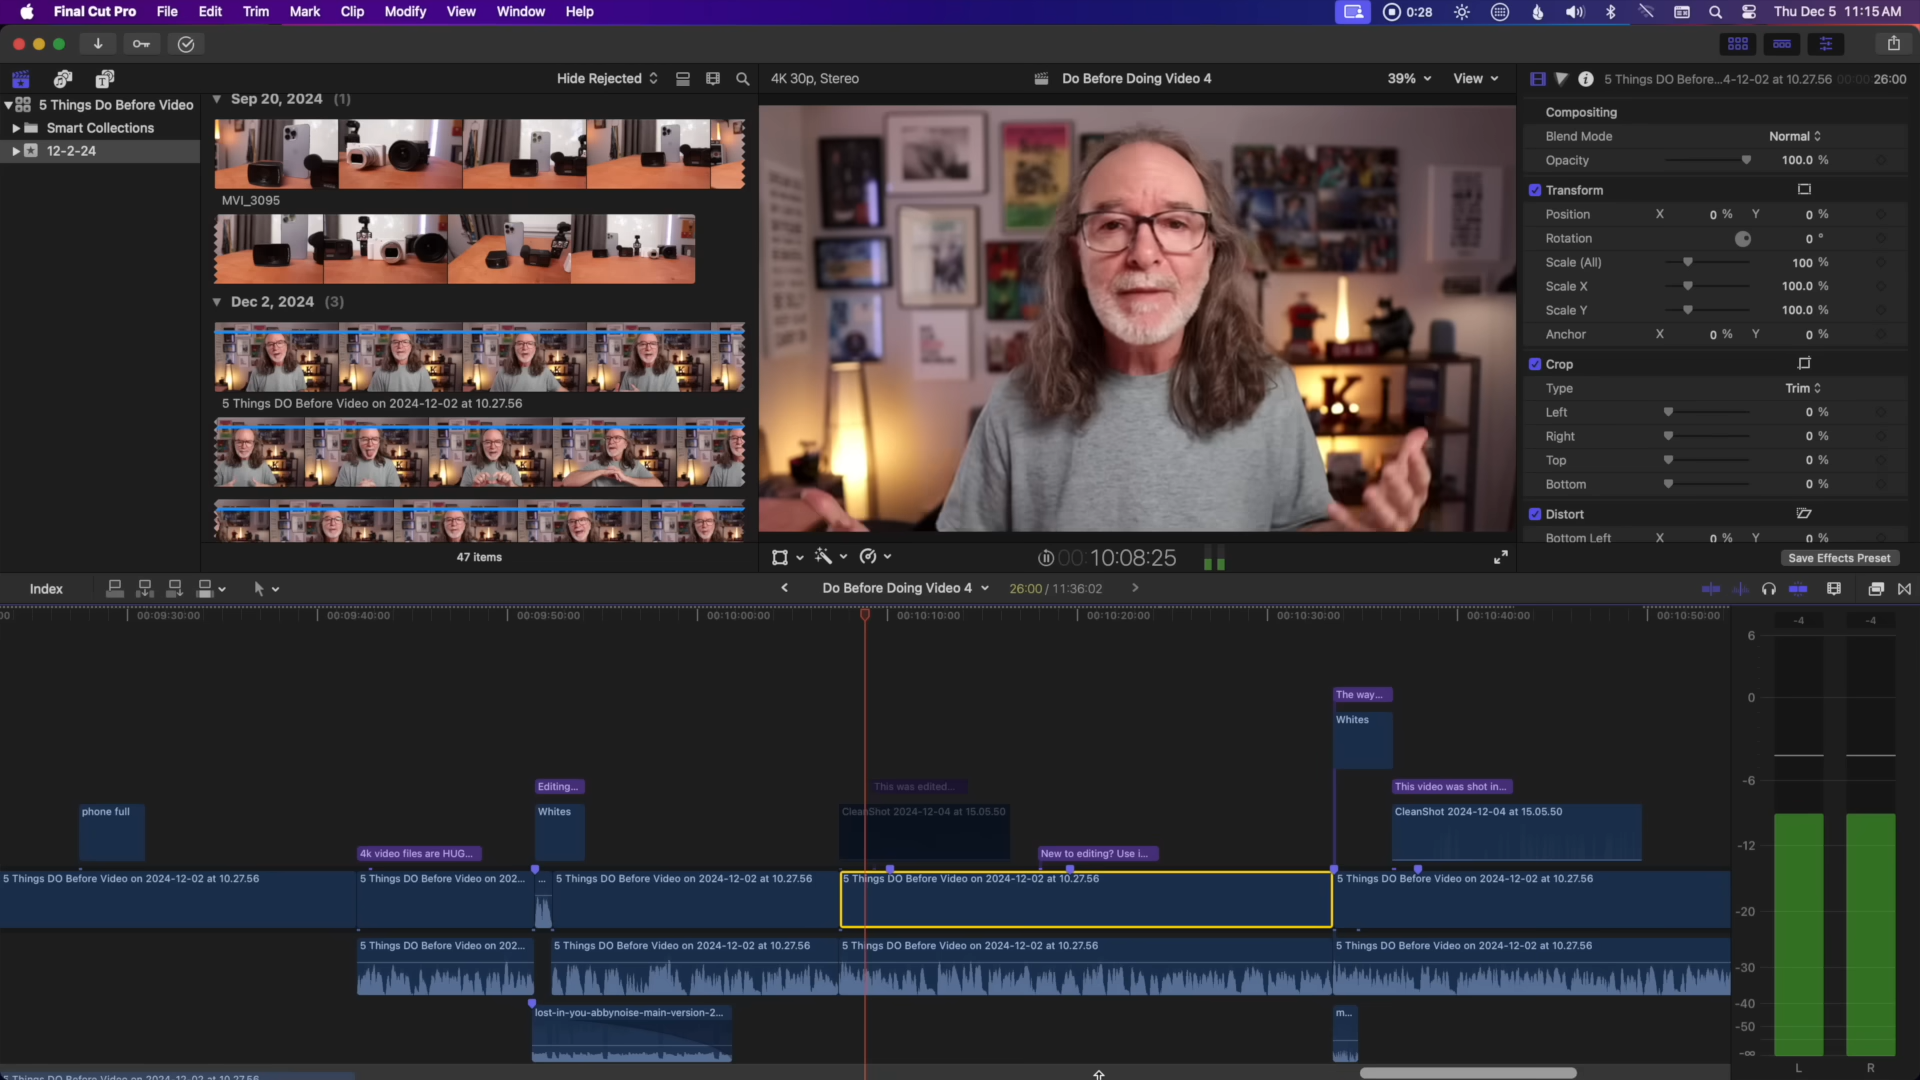 Final Cut Pro File Edit Trim Mark Clip Modify View Window Help 0:28 Thu Dec 5 11:15 AM
Hide Rejected 4K 30p, Stereo Do Before Doing Video 4 39% View 5 Things DO Before...4-12-02 at 10.27.56 00:00:26:00
5 Things Do Before Video
Smart Collections
12-2-24
Sep 20, 2024 (1)
MVI_3095
Dec 2, 2024 (3)
5 Things DO Before Video on 2024-12-02 at 10.27.56
47 items
00:10:08:25
Compositing
Blend Mode Normal
Opacity 100.0 %
Transform
Position X 0 % Y 0 %
Rotation 0 °
Scale (All) 100 %
Scale X 100.0 %
Scale Y 100.0 %
Anchor X 0 % Y 0 %
Crop
Type Trim
Left 0 %
Right 0 %
Top 0 %
Bottom 0 %
Distort
Bottom Left X 0 % Y 0 %
Save Effects Preset
Index Do Before Doing Video 4 26:00 / 11:36:02
00 00:09:30:00 00:09:40:00 00:09:50:00 00:10:00:00 00:10:10:00 00:10:20:00 00:10:30:00 00:10:40:00 00:10:50:00
The way...
Whites
Editing... This was edited... This video was shot in...
phone full Whites CleanShot 2024-12-04 at 15.05.50 CleanShot 2024-12-04 at 15.05.50
4k video files are HUG... New to editing? Use i...
5 Things DO Before Video on 2024-12-02 at 10.27.56 5 Things DO Before Video on 202... ... 5 Things DO Before Video on 2024-12-02 at 10.27.56 5 Things DO Before Video on 2024-12-02 at 10.27.56 5 Things DO Before Video on 2024-12-02 at 10.27.56
5 Things DO Before Video on 202... 5 Things DO Before Video on 2024-12-02 at 10.27.56 5 Things DO Before Video on 2024-12-02 at 10.27.56 5 Things DO Before Video on 2024-12-02 at 10.27.56
lost-in-you-abbynoise-main-version-2... m...
5 Things DO Before Video on 2024-12-02 at 10.27.56
-4 -4
6
0
-6
-12
-20
-30
-40
-50
-∞
L R